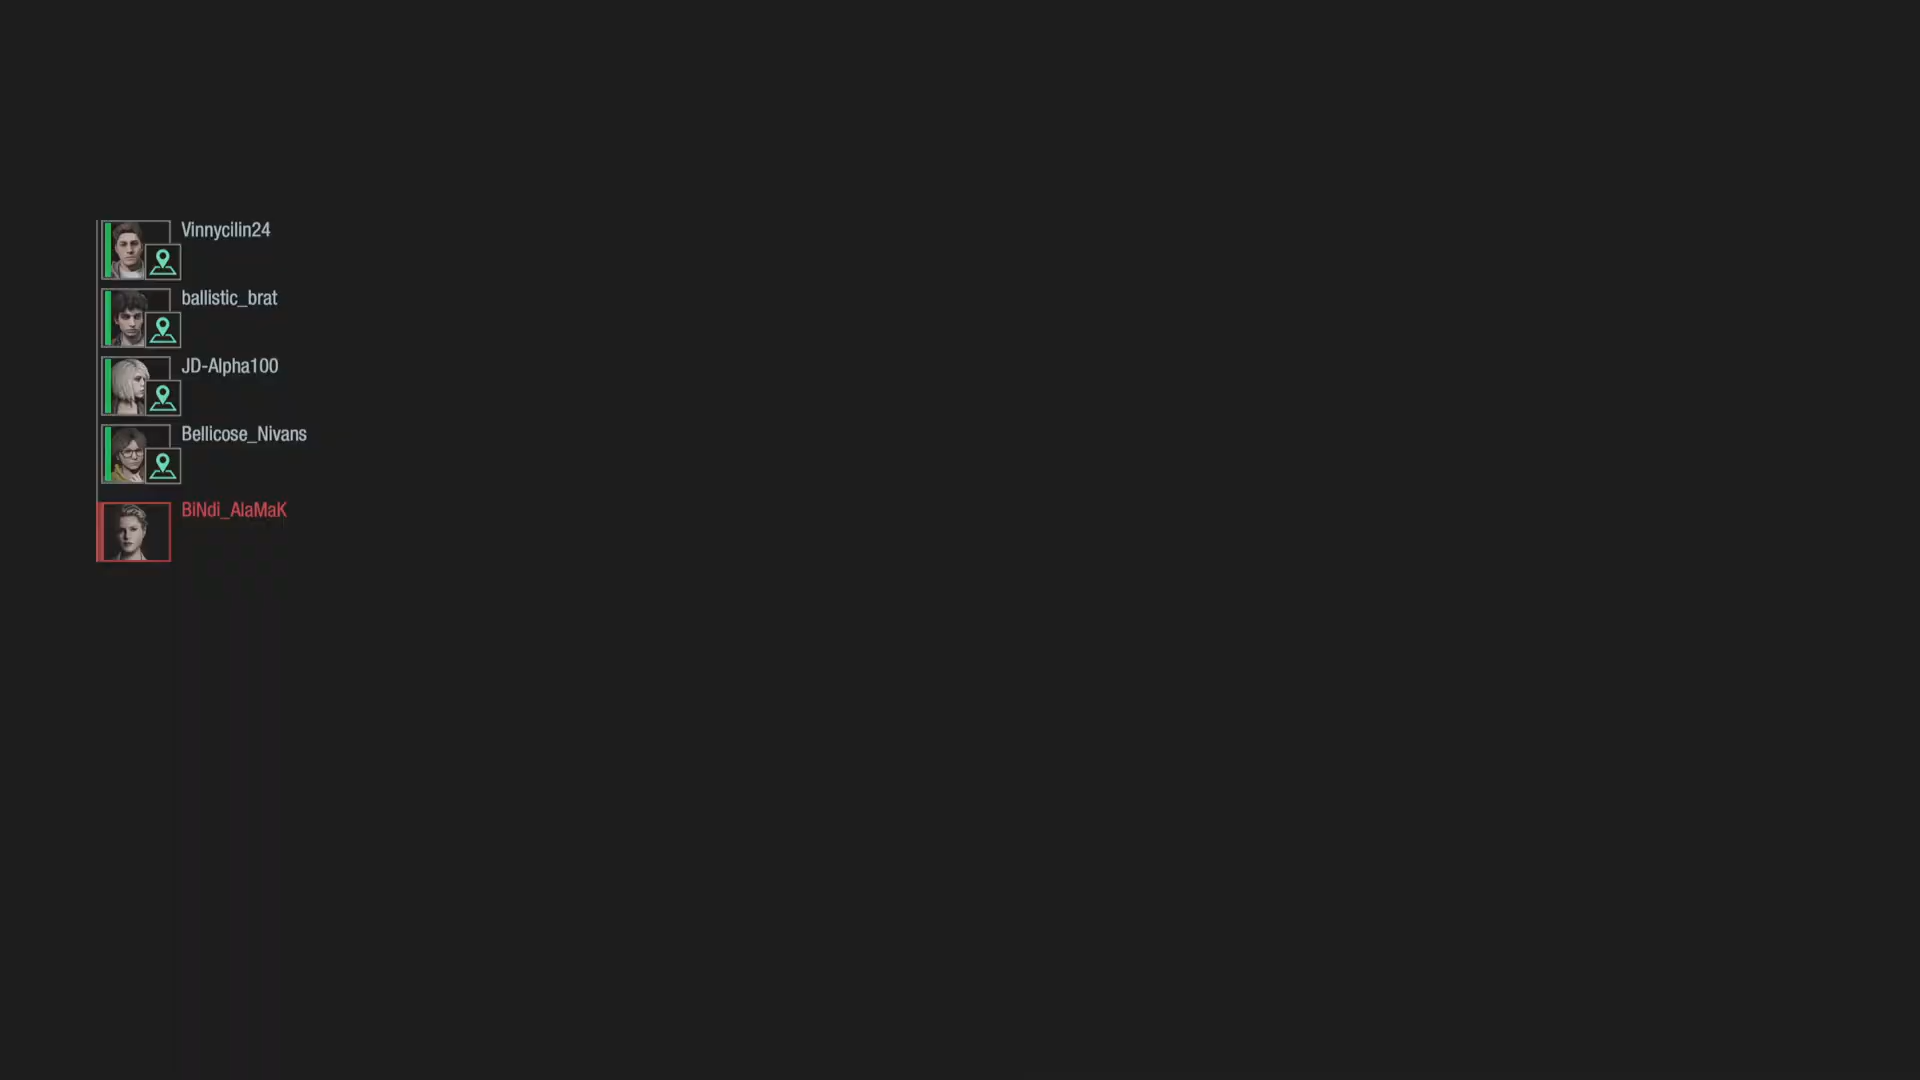 Vinnycilin24
ballistic_brat
JD-Alpha100
Bellicose_Nivans
BiNdi_AlaMaK